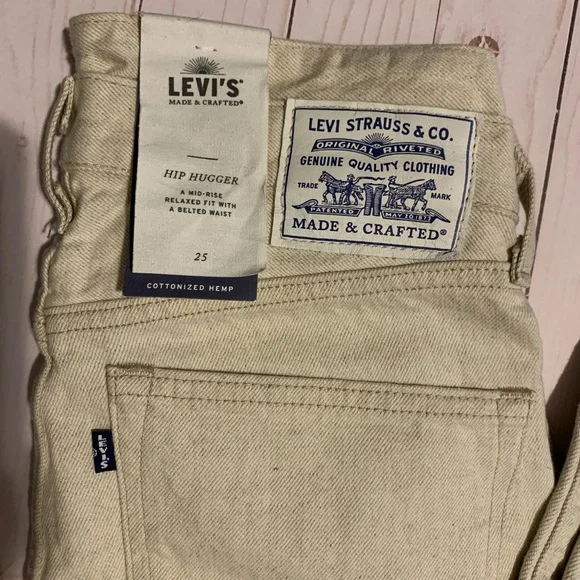 LEVI'S®
MADE & CRAFTED®
HIP HUGGER
A MID-RISE
RELAXED FIT WITH
A BELTED WAIST
25
COTTONIZED HEMP
LEVI STRAUSS & CO.
ORIGINAL RIVETED
GENUINE QUALITY CLOTHING
TRADE MARK
PATENTED MAY 20 1873
MADE & CRAFTED®
LEVI'S